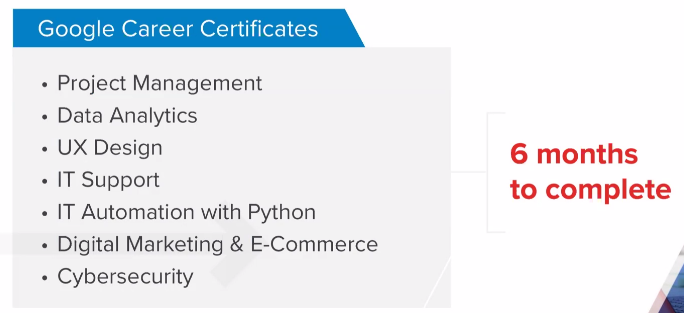 Google Career Certificates
• Project Management
• Data Analytics
• UX Design
• IT Support
• IT Automation with Python
• Digital Marketing & E-Commerce
• Cybersecurity
6 months
to complete